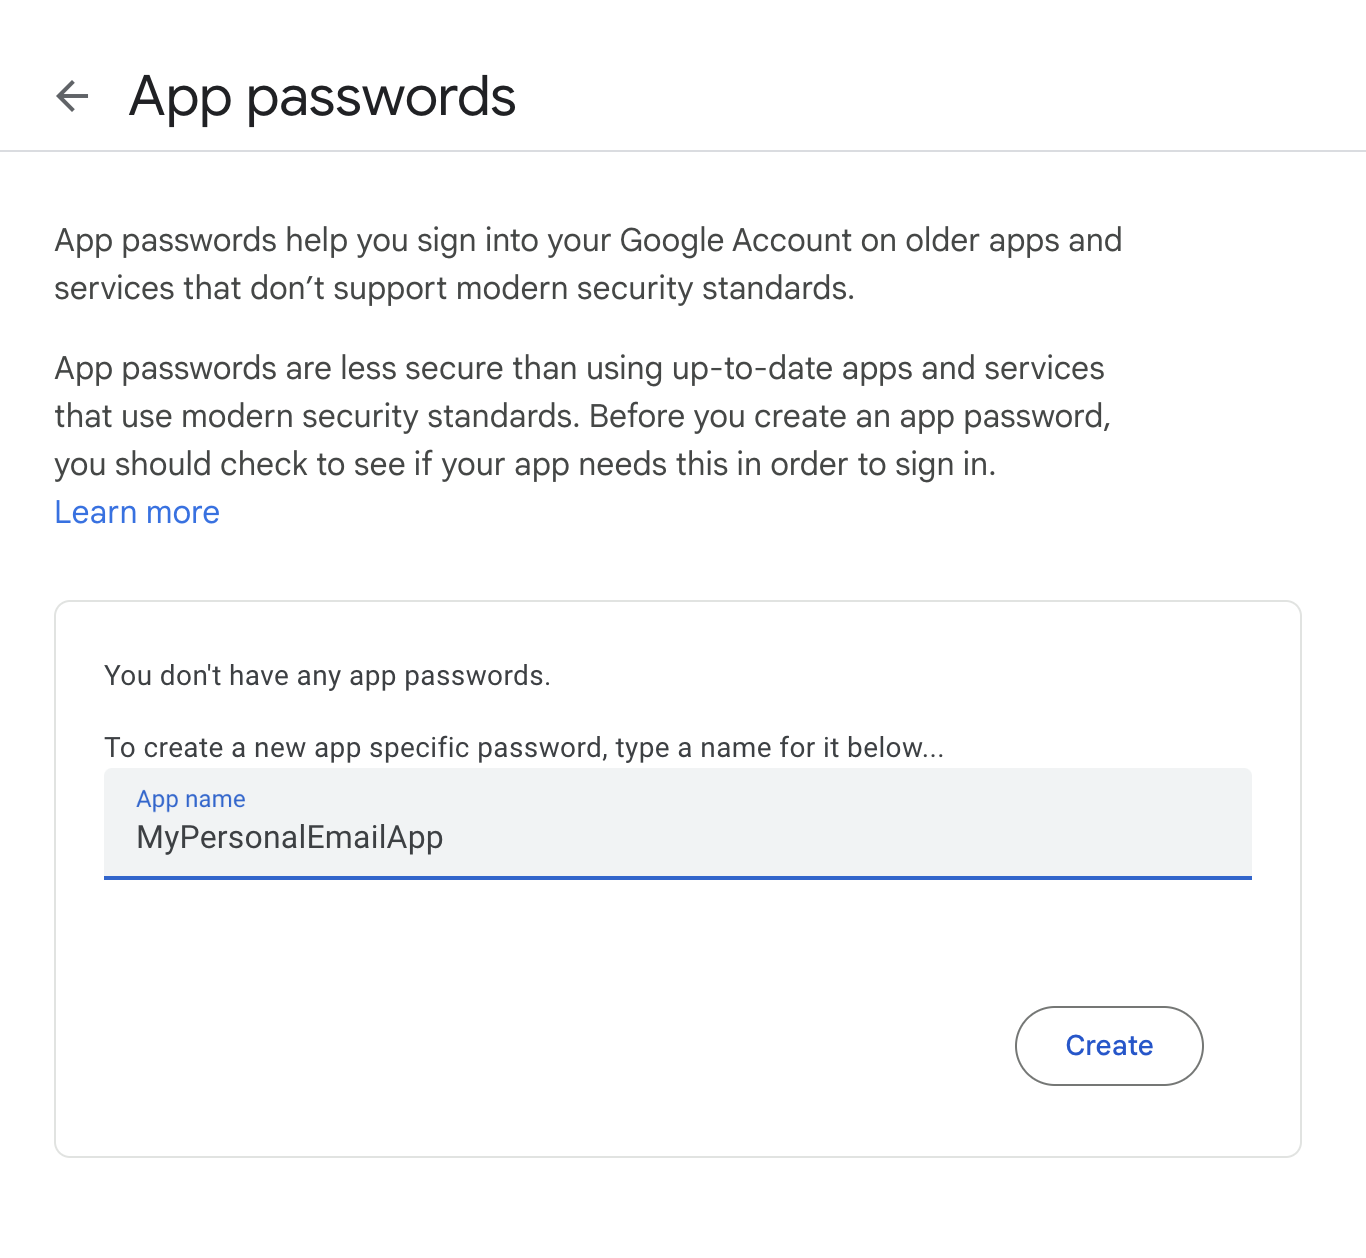 App passwords
App passwords help you sign into your Google Account on older apps and
services that don’t support modern security standards.
App passwords are less secure than using up-to-date apps and services
that use modern security standards. Before you create an app password,
you should check to see if your app needs this in order to sign in.
Learn more
You don't have any app passwords.
To create a new app specific password, type a name for it below...
App name
MyPersonalEmailApp
Create